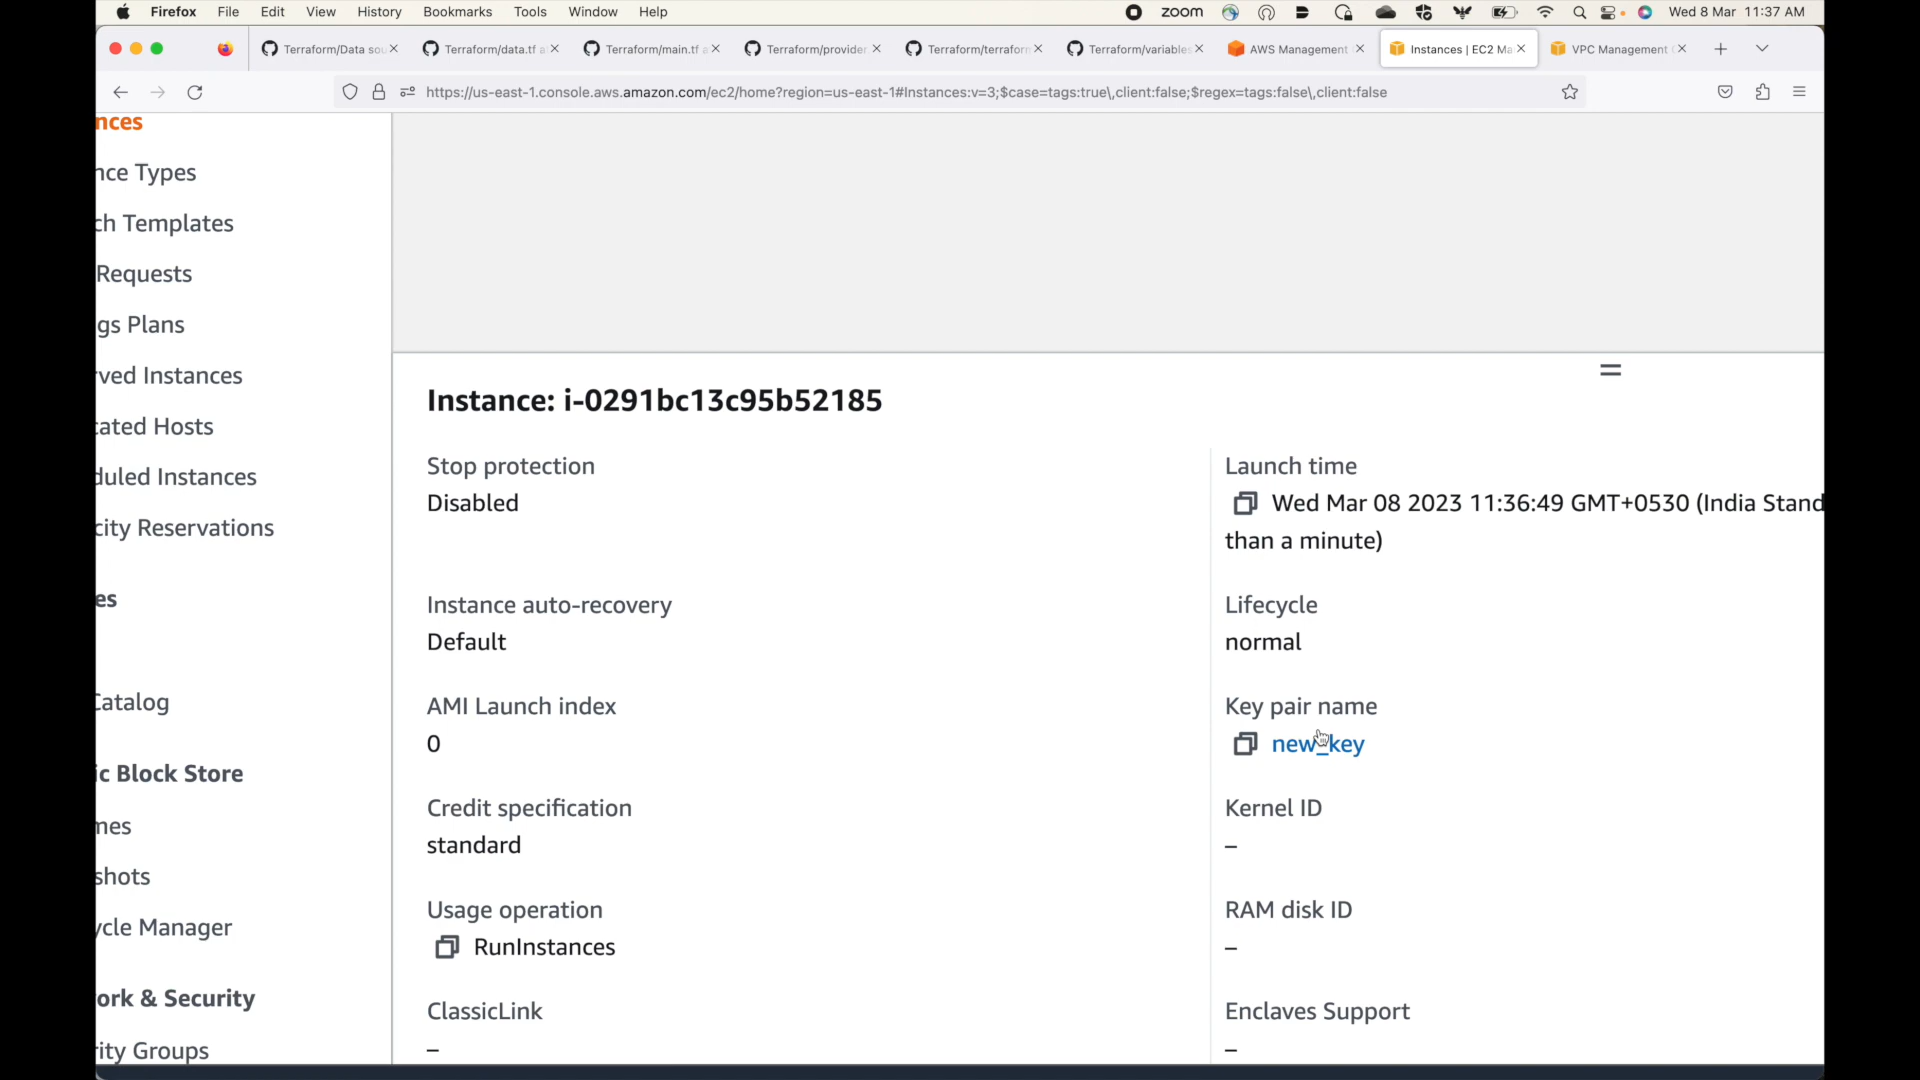 Firefox File Edit View History Bookmarks Tools Window Help zoom Wed 8 Mar 11:37 AM
Terraform/Data sou Terraform/data.tf a Terraform/main.tf a Terraform/provider Terraform/terraform Terraform/variables AWS Management Instances | EC2 Ma VPC Management C
https://us-east-1.console.aws.amazon.com/ec2/home?region=us-east-1#Instances:v=3;$case=tags:true\,client:false;$regex=tags:false\,client:false
nces
nce Types
ch Templates
Requests
gs Plans
rved Instances
cated Hosts
duled Instances
city Reservations
es
Catalog
ic Block Store
mes
shots
ycle Manager
ork & Security
rity Groups
Instance: i-0291bc13c95b52185
Stop protection
Disabled
Launch time
Wed Mar 08 2023 11:36:49 GMT+0530 (India Stand
than a minute)
Instance auto-recovery
Default
Lifecycle
normal
AMI Launch index
0
Key pair name
new_key
Credit specification
standard
Kernel ID
–
Usage operation
RunInstances
RAM disk ID
–
ClassicLink
–
Enclaves Support
–